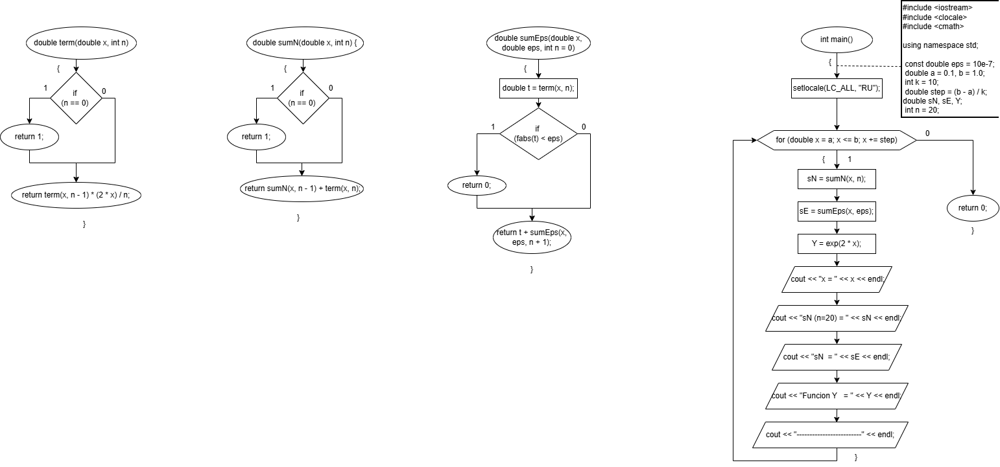 double term(double x, int n)
{
if
(n == 0)
1
0
return 1;
return term(x, n - 1) * (2 * x) / n;
}
double sumN(double x, int n) {
{
if
(n == 0)
1
0
return 1;
return sumN(x, n - 1) + term(x, n);
}
double sumEps(double x,
double eps, int n = 0)
{
double t = term(x, n);
if
(fabs(t) < eps)
1
0
return 0;
return t + sumEps(x,
eps, n + 1);
}
int main()
{
#include <iostream>
#include <clocale>
#include <cmath>
using namespace std;
const double eps = 10e-7;
double a = 0.1, b = 1.0;
int k = 10;
double step = (b - a) / k;
double sN, sE, Y;
int n = 20;
setlocale(LC_ALL, "RU");
for (double x = a; x <= b; x += step)
0
{
1
sN = sumN(x, n);
sE = sumEps(x, eps);
Y = exp(2 * x);
cout << "x = " << x << endl;
cout << "sN (n=20) = " << sN << endl;
cout << "sN  = " << sE << endl;
cout << "Funcion Y   = " << Y << endl;
cout << "-------------------------" << endl;
}
return 0;
}